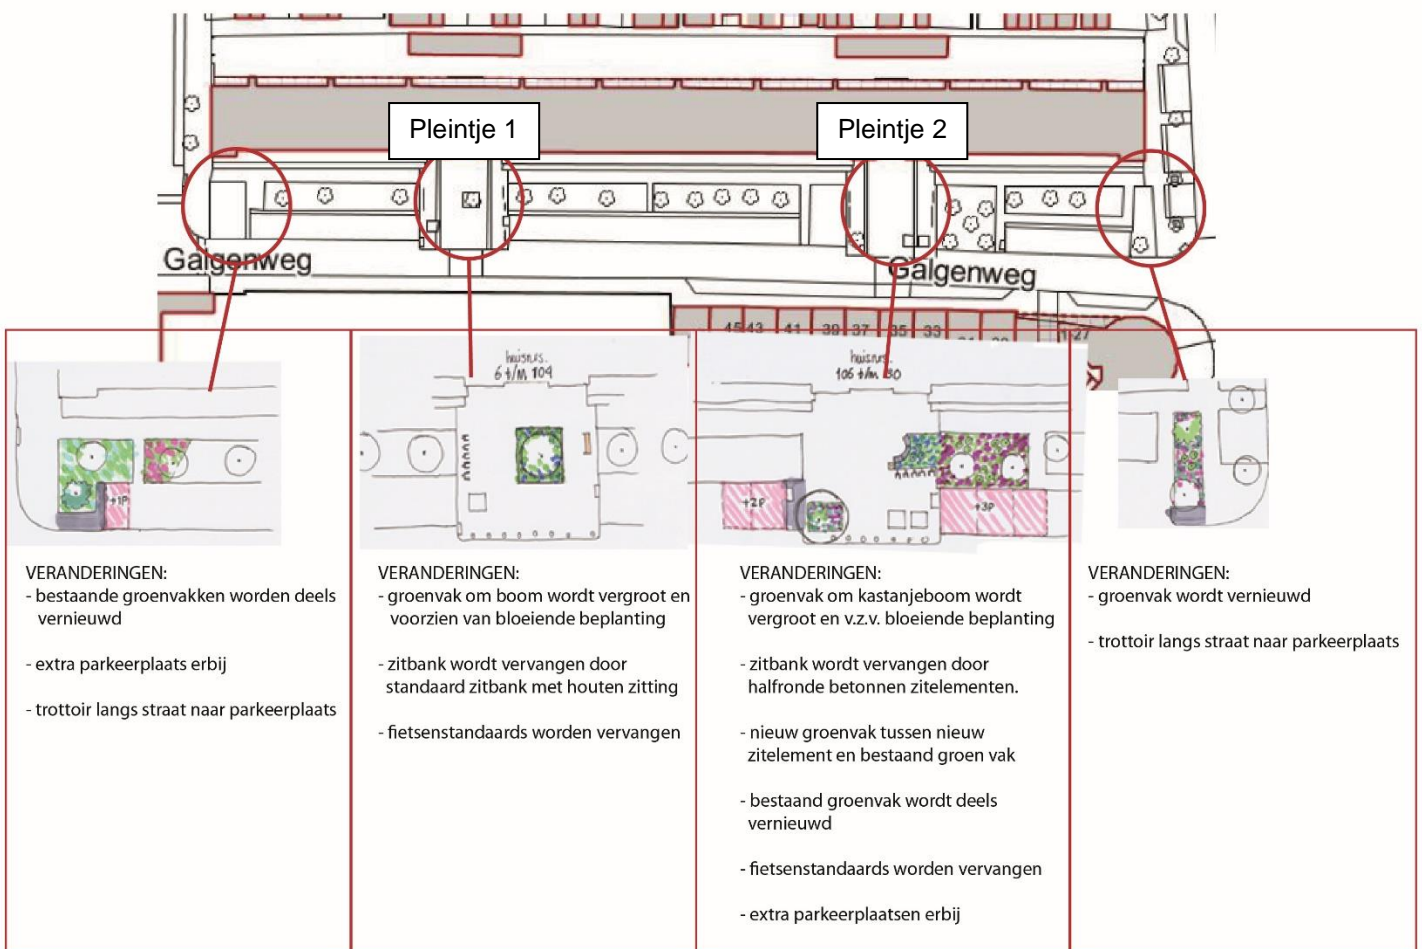 Pleintje 1
Pleintje 2
Galgenweg
Galgenweg
45 43 41 39 37 35 33
27
huisnrs.
6 t/m 104
huisnrs.
106 t/m
+1P
+2P
+3P
VERANDERINGEN:
- bestaande groenvakken worden deels
vernieuwd
- extra parkeerplaats erbij
- trottoir langs straat naar parkeerplaats
VERANDERINGEN:
- groenvak om boom wordt vergroot en
voorzien van bloeiende beplanting
- zitbank wordt vervangen door
standaard zitbank met houten zitting
- fietsenstandaards worden vervangen
VERANDERINGEN:
- groenvak om kastanjeboom wordt
vergroot en v.z.v. bloeiende beplanting
- zitbank wordt vervangen door
halfronde betonnen zitelementen.
- nieuw groenvak tussen nieuw
zitelement en bestaand groen vak
- bestaand groenvak wordt deels
vernieuwd
- fietsenstandaards worden vervangen
- extra parkeerplaatsen erbij
VERANDERINGEN:
- groenvak wordt vernieuwd
- trottoir langs straat naar parkeerplaats